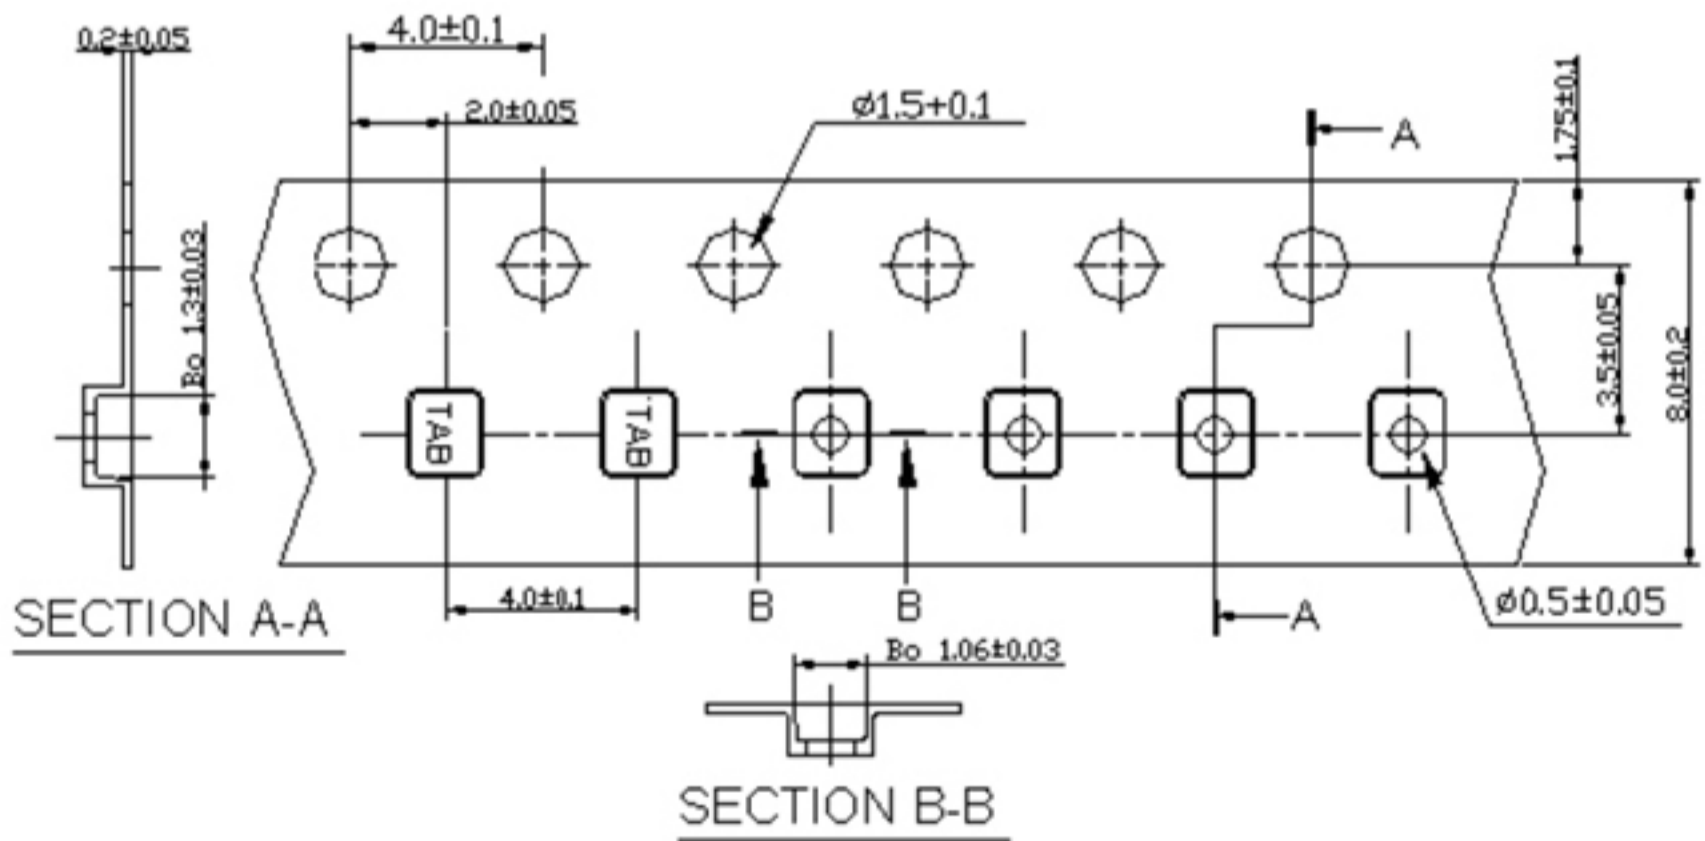 0.2±0.05
4.0±0.1
2.0±0.05
Ø1.5+0.1
A
1.75±0.1
Bo 1.3±0.03
3.5±0.05
8.0±0.2
TAB
TAB
4.0±0.1
B
B
A
Ø0.5±0.05
SECTION A-A
Bo 1.06±0.03
SECTION B-B